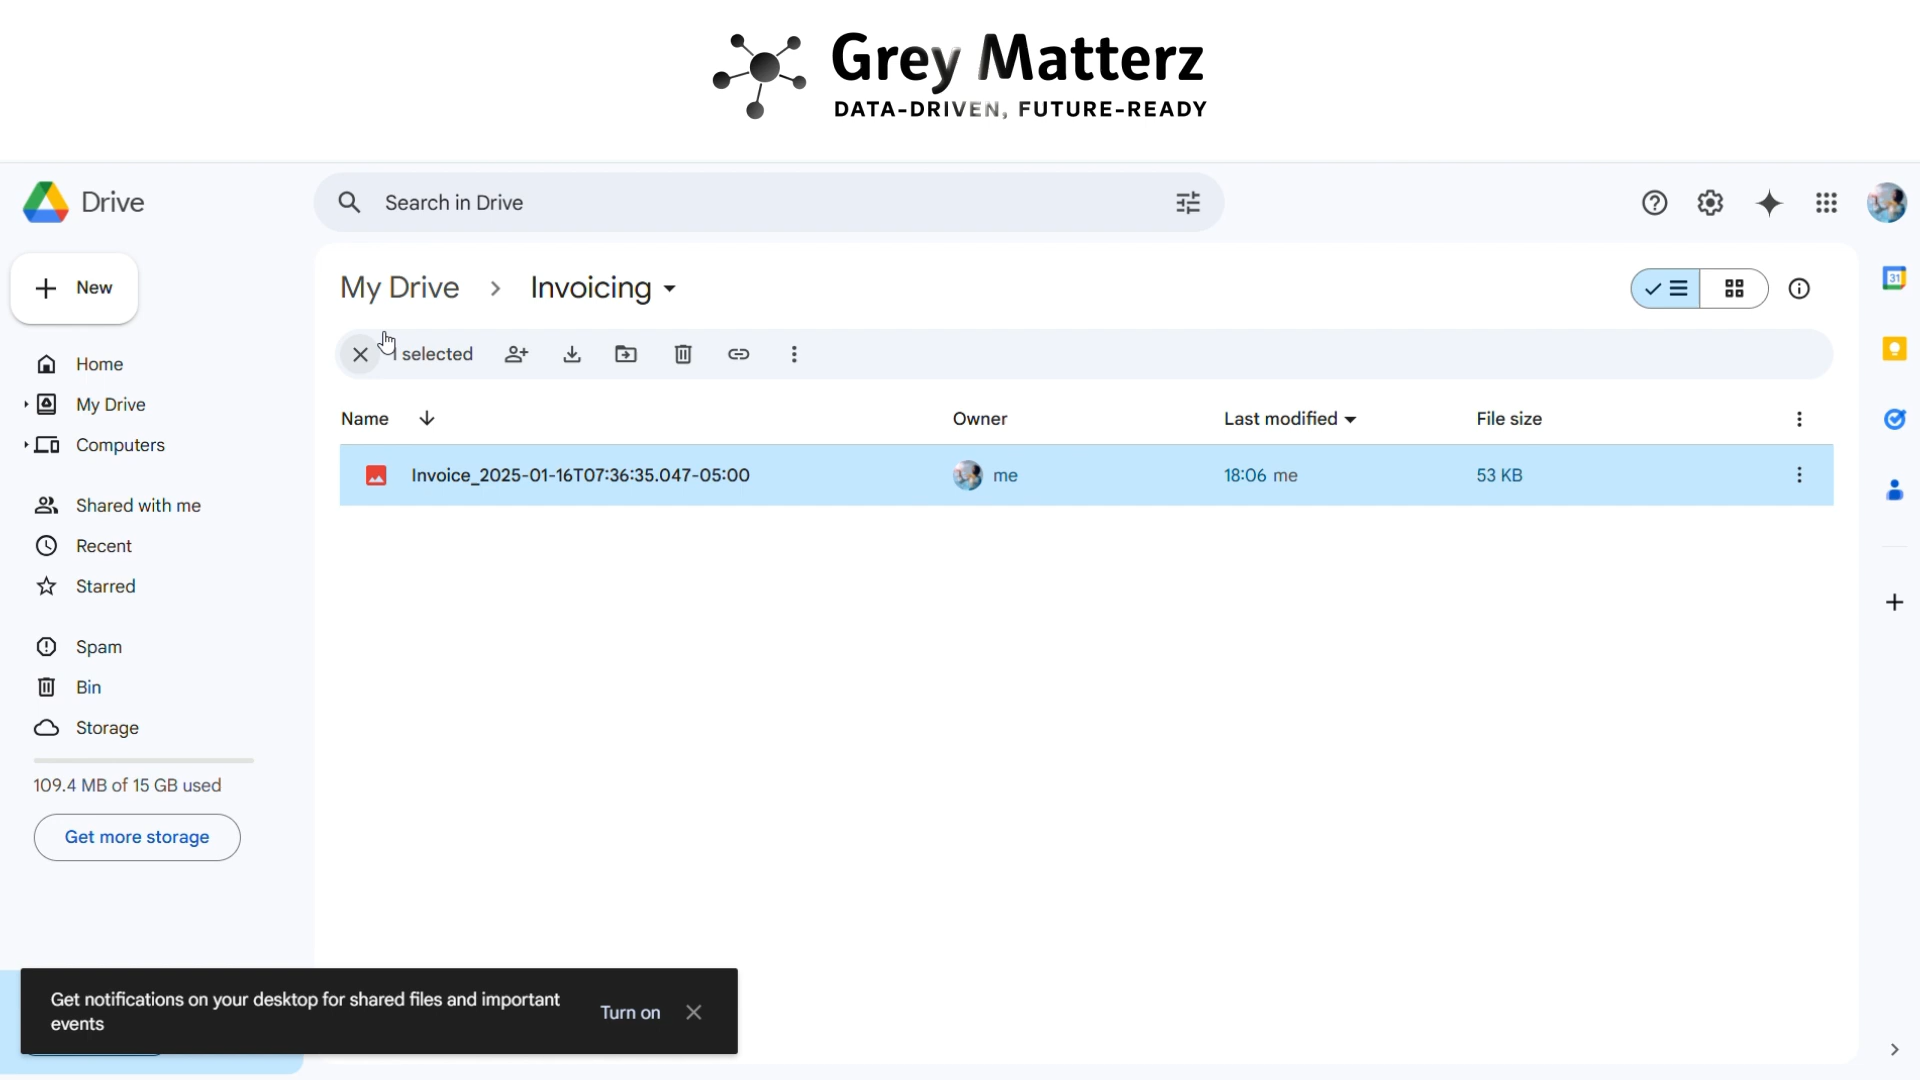 Grey Matterz
DATA-DRIVEN, FUTURE-READY
Drive
Search in Drive
New
My Drive
Invoicing
selected
Home
My Drive
Computers
Name
Owner
Last modified
File size
Invoice_2025-01-16T07:36:35.047-05:00
me
18:06 me
53 KB
31
Shared with me
Recent
Starred
Spam
Bin
Storage
109.4 MB of 15 GB used
Get more storage
Get notifications on your desktop for shared files and important
events
Turn on